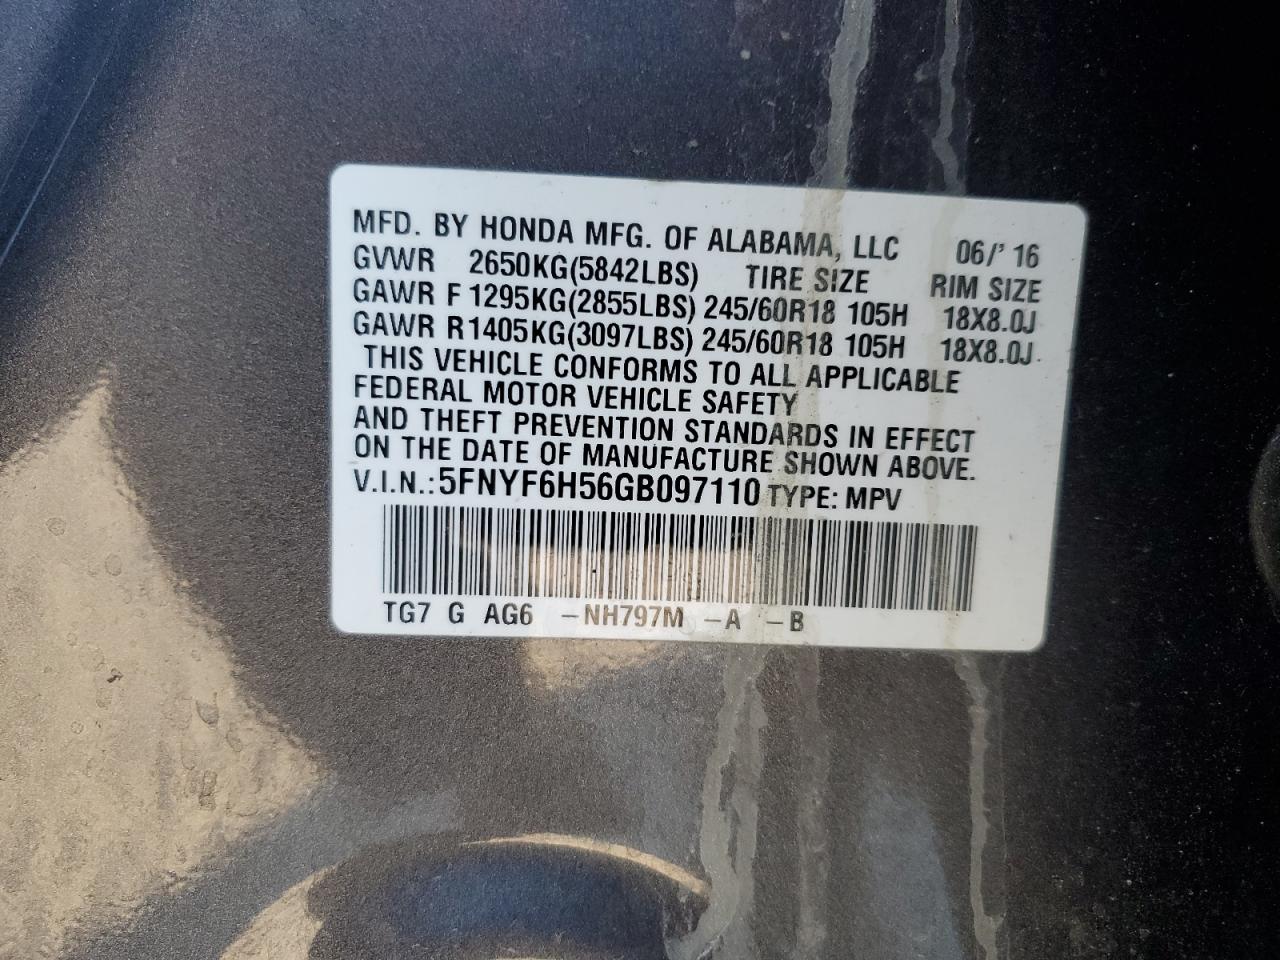 MFD. BY HONDA MFG. OF ALABAMA, LLC 06/' 16
GVWR 2650KG(5842LBS) TIRE SIZE RIM SIZE
GAWR F 1295KG(2855LBS) 245/60R18 105H 18X8.0J
GAWR R1405KG(3097LBS) 245/60R18 105H 18X8.0J
THIS VEHICLE CONFORMS TO ALL APPLICABLE
FEDERAL MOTOR VEHICLE SAFETY
AND THEFT PREVENTION STANDARDS IN EFFECT
ON THE DATE OF MANUFACTURE SHOWN ABOVE.
V.I.N.: 5FNYF6H56GB097110 TYPE: MPV
TG7 G AG6 –NH797M –A –B